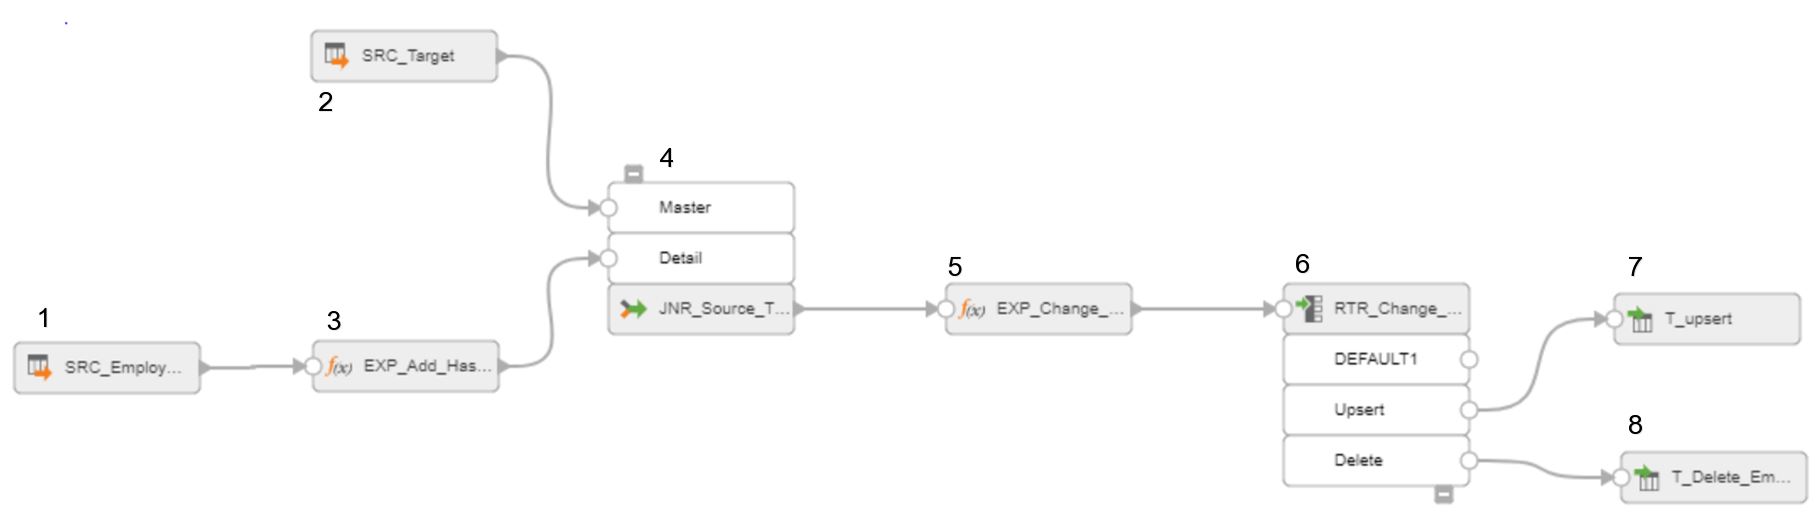 SRC_Target
2
4
Master
Detail
JNR_Source_T...
1
SRC_Employ...
3
f(x) EXP_Add_Has...
5
f(x) EXP_Change_...
6
RTR_Change_...
DEFAULT1
Upsert
Delete
7
T_upsert
8
T_Delete_Em...